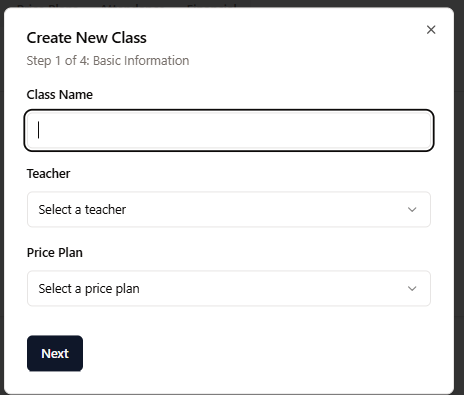 Create New Class
Step 1 of 4: Basic Information
Class Name
Teacher
Select a teacher
Price Plan
Select a price plan
Next